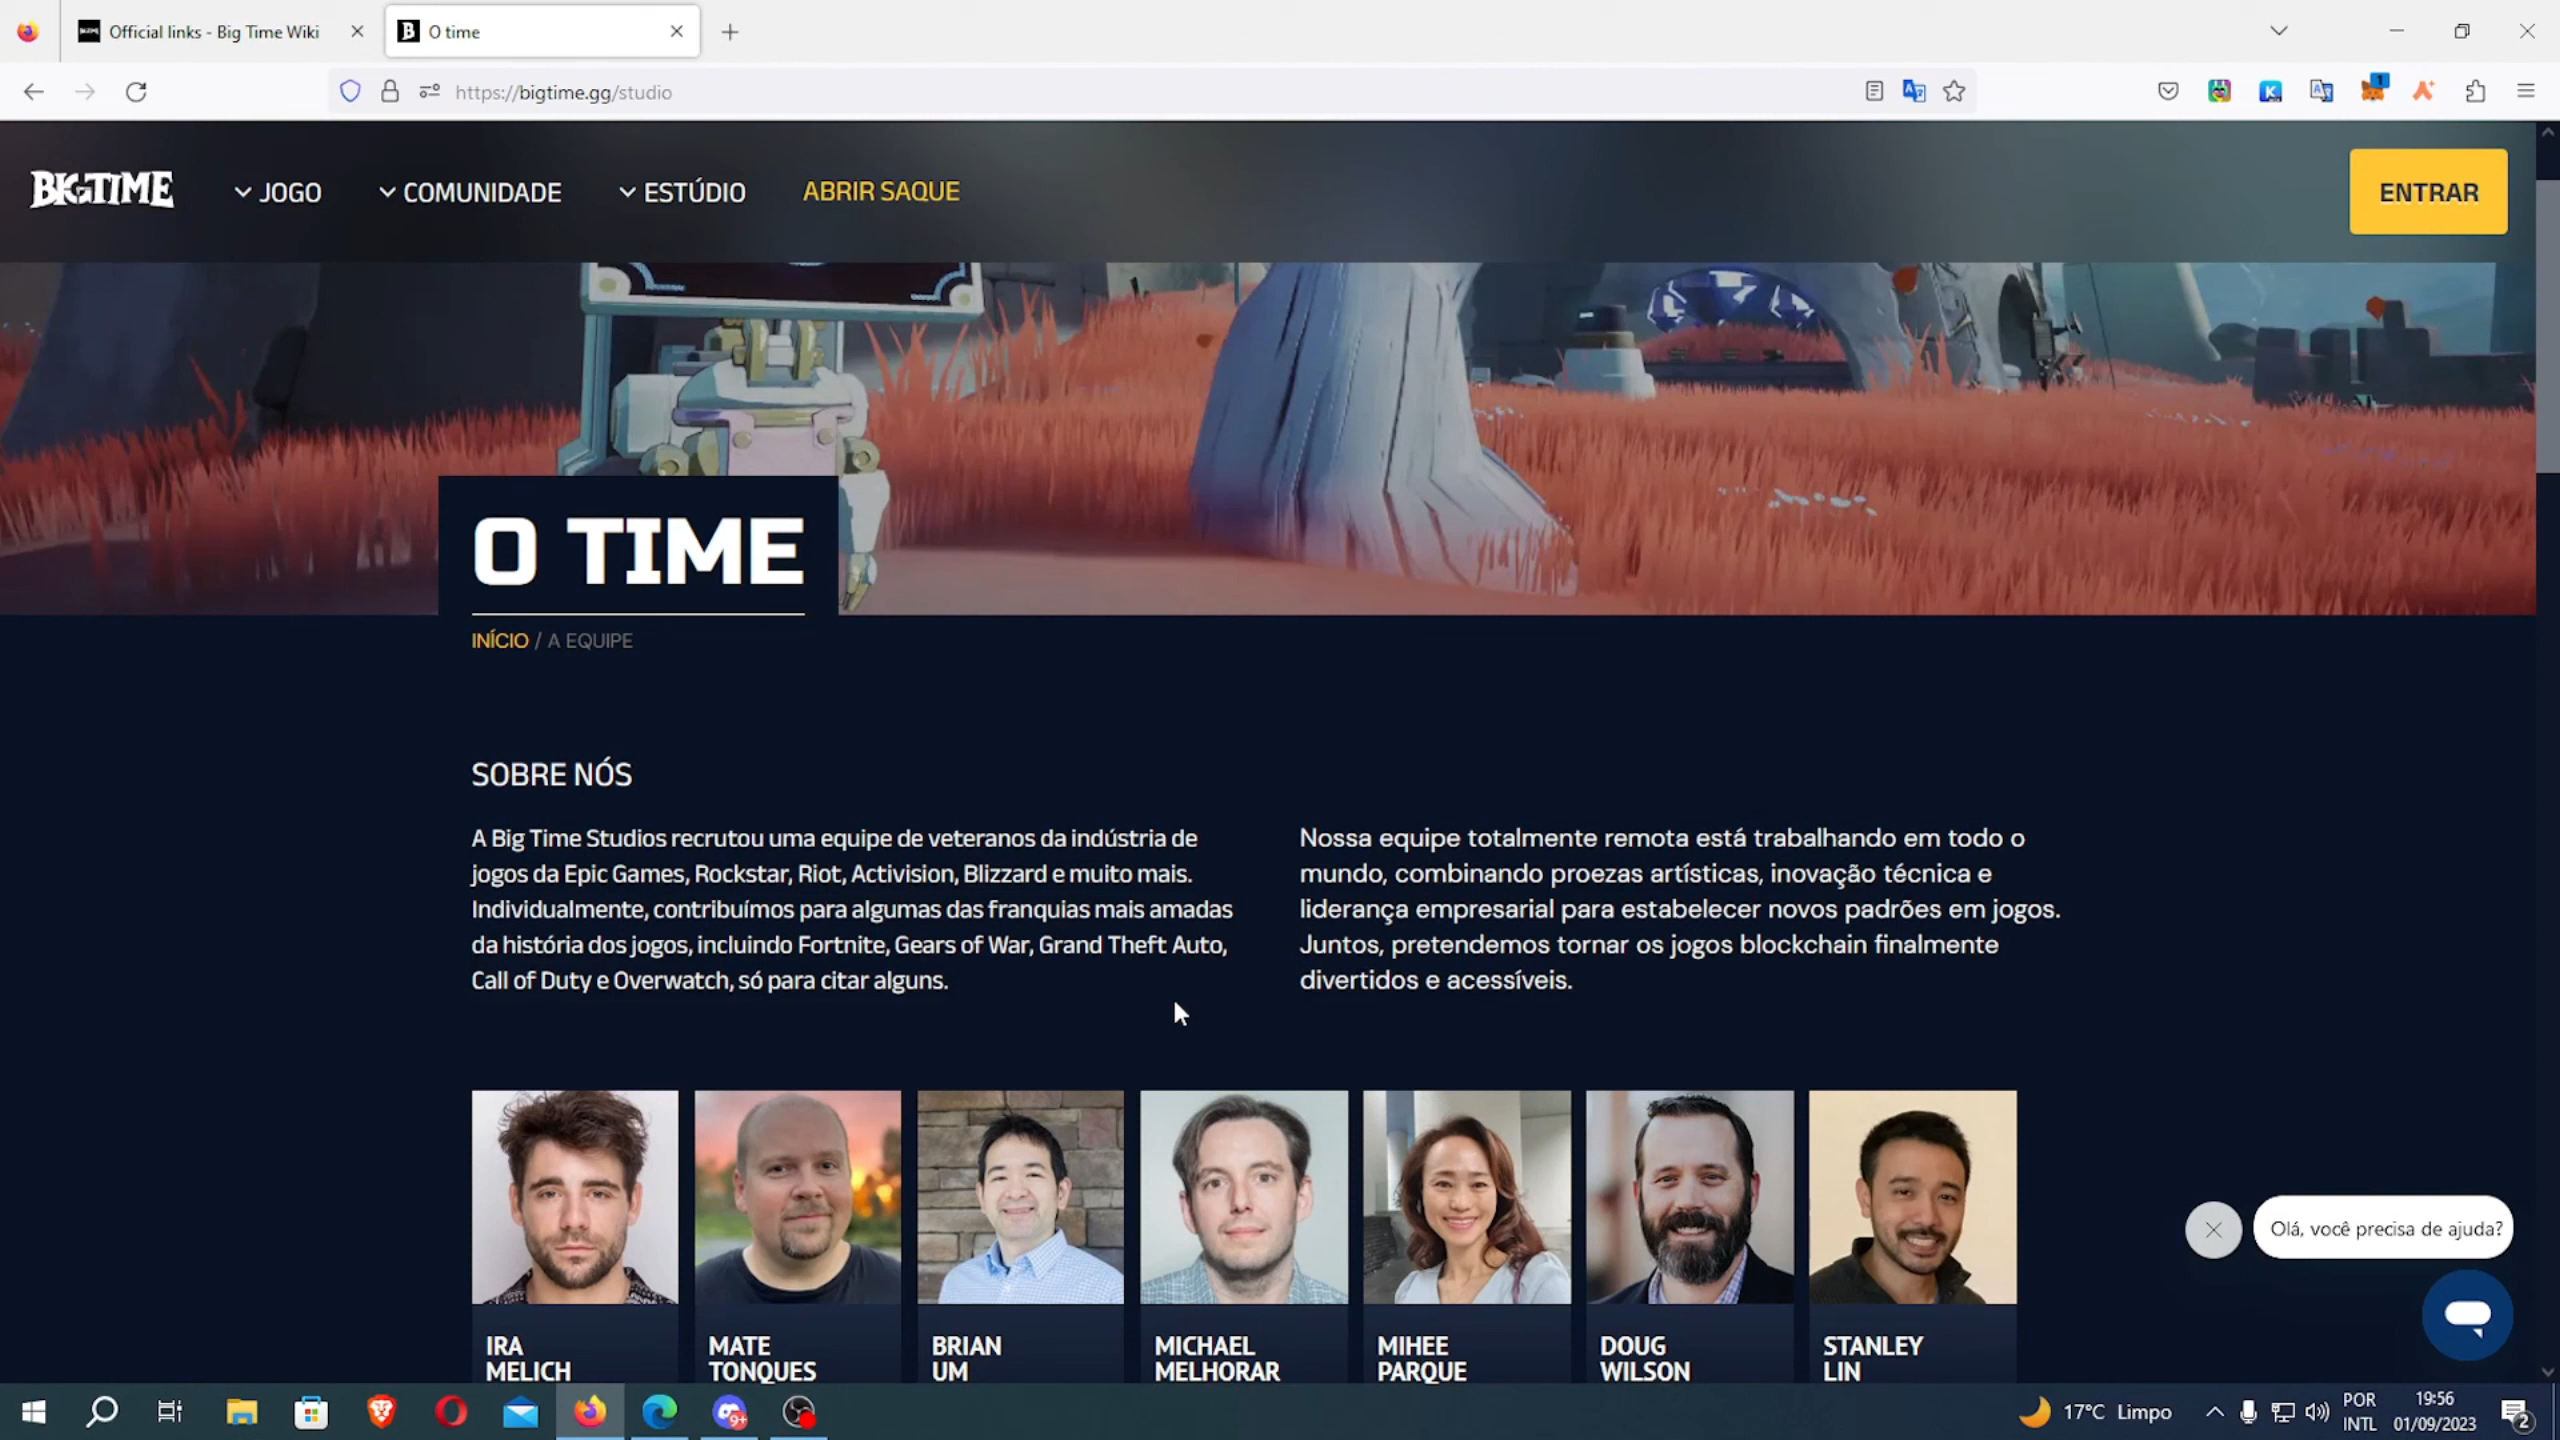 Official links - Big Time Wiki
O time
https://bigtime.gg/studio
BIGTIME
JOGO
COMUNIDADE
ESTÚDIO
ABRIR SAQUE
ENTRAR
O TIME
INÍCIO / A EQUIPE
SOBRE NÓS
A Big Time Studios recrutou uma equipe de veteranos da indústria de
jogos da Epic Games, Rockstar, Riot, Activision, Blizzard e muito mais.
Individualmente, contribuímos para algumas das franquias mais amadas
da história dos jogos, incluindo Fortnite, Gears of War, Grand Theft Auto,
Call of Duty e Overwatch, só para citar alguns.
Nossa equipe totalmente remota está trabalhando em todo o
mundo, combinando proezas artísticas, inovação técnica e
liderança empresarial para estabelecer novos padrões em jogos.
Juntos, pretendemos tornar os jogos blockchain finalmente
divertidos e acessíveis.
IRA
MELICH
MATE
TONQUES
BRIAN
UM
MICHAEL
MELHORAR
MIHEE
PARQUE
DOUG
WILSON
STANLEY
LIN
Olá, você precisa de ajuda?
17°C Limpo
POR
INTL
19:56
01/09/2023
2
9+
1